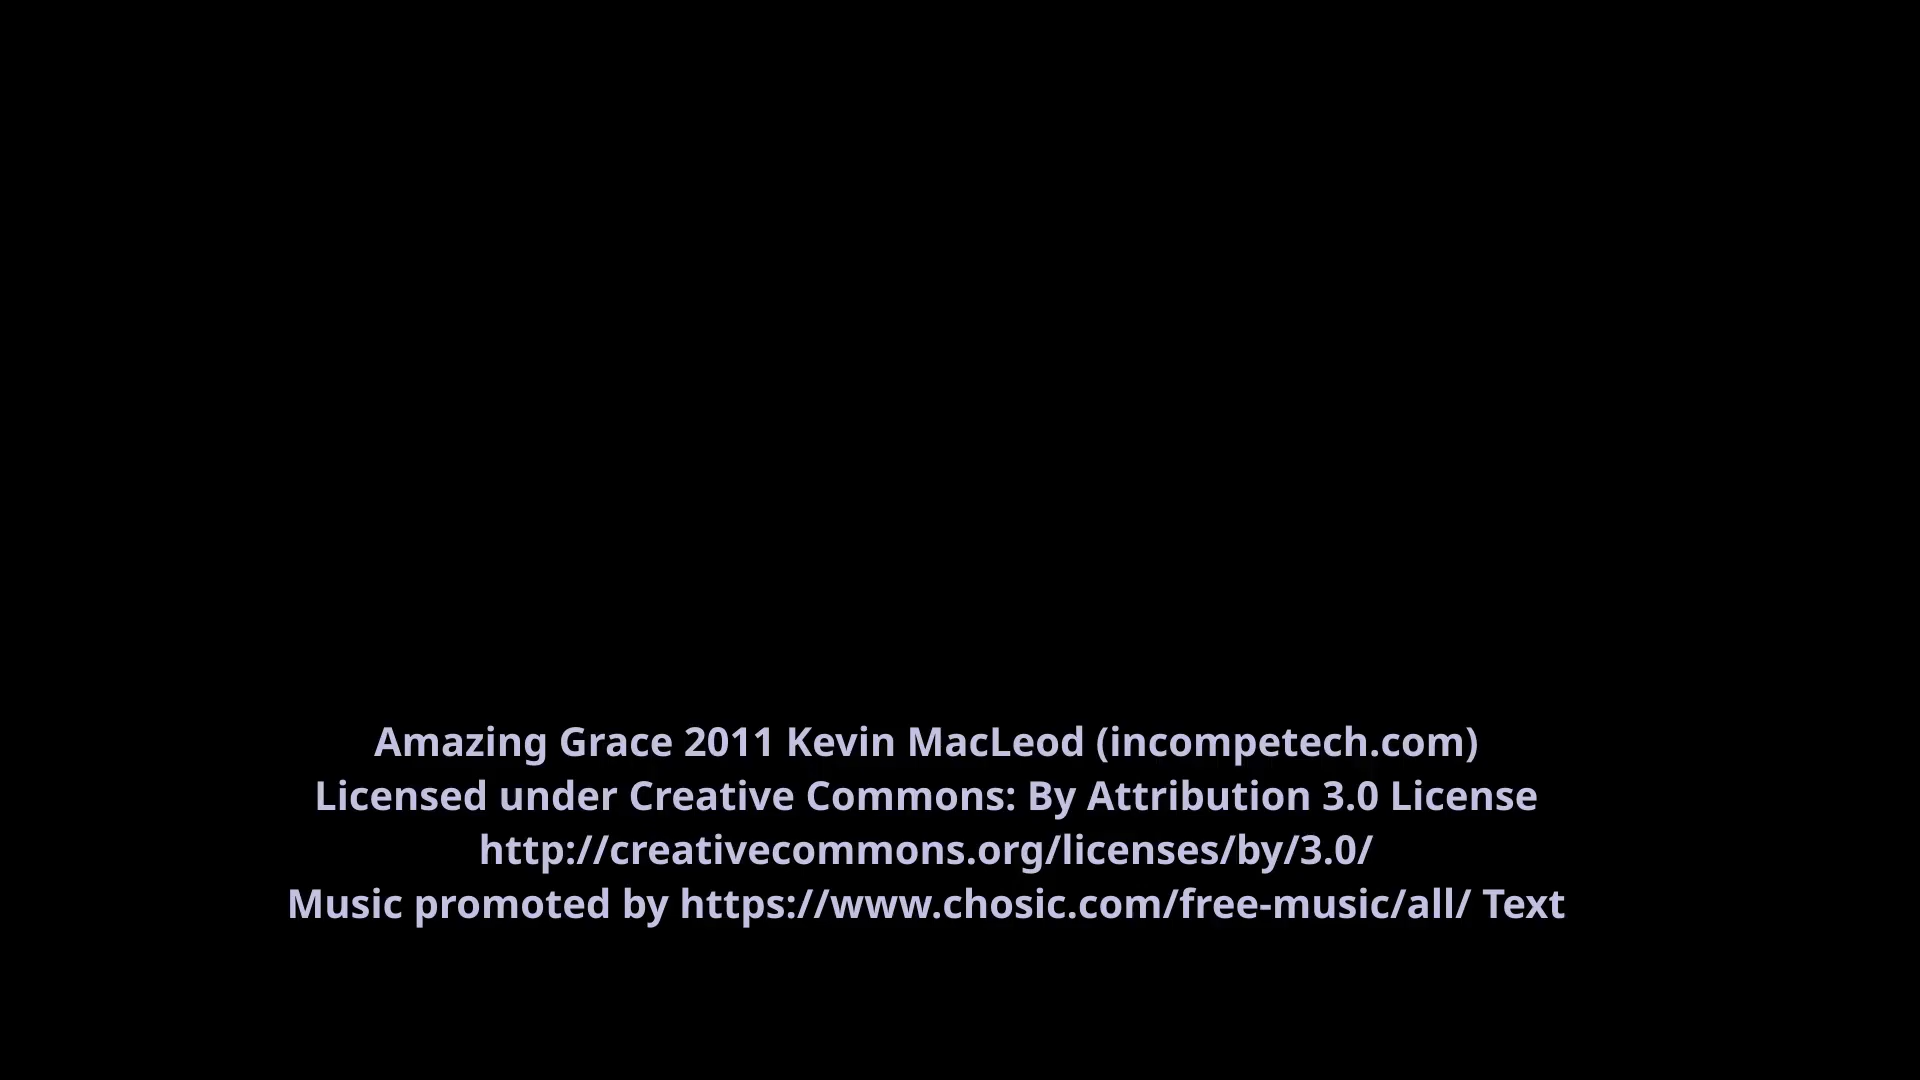 Amazing Grace 2011 Kevin MacLeod (incompetech.com)
Licensed under Creative Commons: By Attribution 3.0 License
http://creativecommons.org/licenses/by/3.0/
Music promoted by https://www.chosic.com/free-music/all/ Text